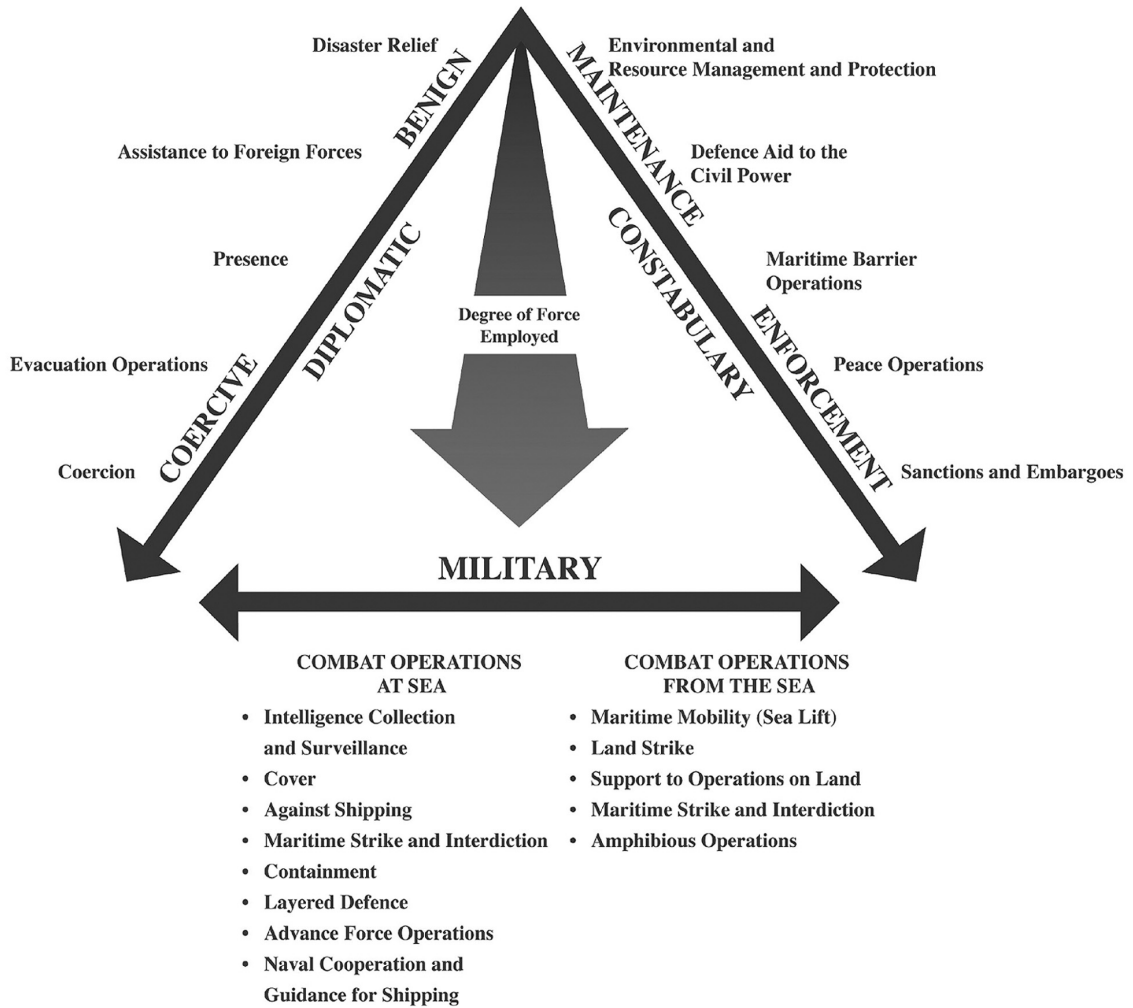 Disaster Relief
BENIGN
Assistance to Foreign Forces
Presence
DIPLOMATIC
Evacuation Operations
COERCIVE
Coercion
Degree of Force
Employed
MAINTENANCE
Environmental and
Resource Management and Protection
Defence Aid to the
Civil Power
CONSTABULARY
Maritime Barrier
Operations
ENFORCEMENT
Peace Operations
Sanctions and Embargoes
MILITARY
COMBAT OPERATIONS
AT SEA
• Intelligence Collection
and Surveillance
• Cover
• Against Shipping
• Maritime Strike and Interdiction
• Containment
• Layered Defence
• Advance Force Operations
• Naval Cooperation and
Guidance for Shipping
COMBAT OPERATIONS
FROM THE SEA
• Maritime Mobility (Sea Lift)
• Land Strike
• Support to Operations on Land
• Maritime Strike and Interdiction
• Amphibious Operations